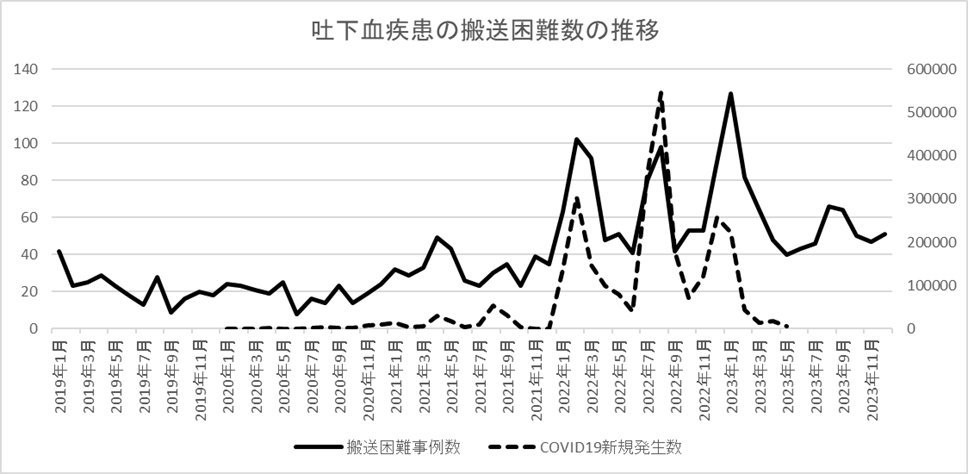 吐下血疾患の搬送困難数の推移
140
120
100
80
60
40
20
0
600000
500000
400000
300000
200000
100000
0
2019年1月
2019年3月
2019年5月
2019年7月
2019年9月
2019年11月
2020年1月
2020年3月
2020年5月
2020年7月
2020年9月
2020年11月
2021年1月
2021年3月
2021年5月
2021年7月
2021年9月
2021年11月
2022年1月
2022年3月
2022年5月
2022年7月
2022年9月
2022年11月
2023年1月
2023年3月
2023年5月
2023年7月
2023年9月
2023年11月
搬送困難事例数
COVID19新規発生数